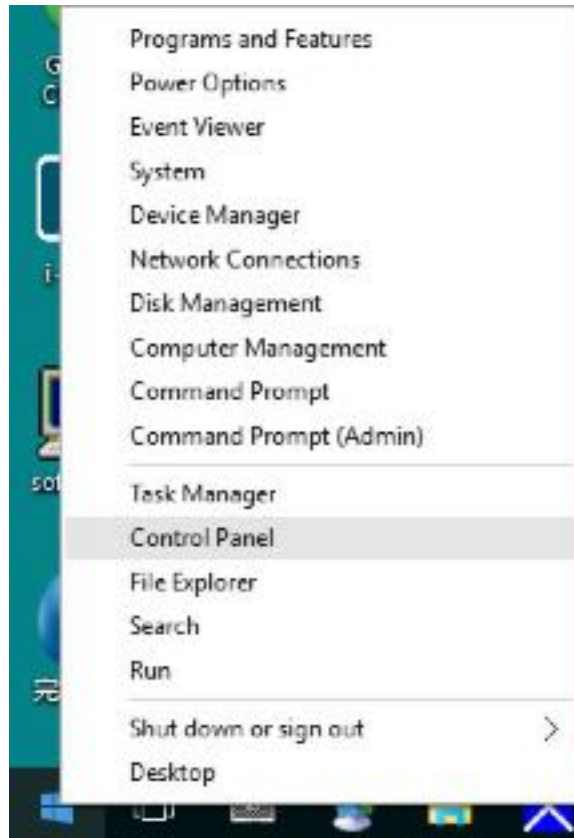 Programs and Features
Power Options
Event Viewer
System
Device Manager
Network Connections
Disk Management
Computer Management
Command Prompt
Command Prompt (Admin)
Task Manager
Control Panel
File Explorer
Search
Run
Shut down or sign out
Desktop